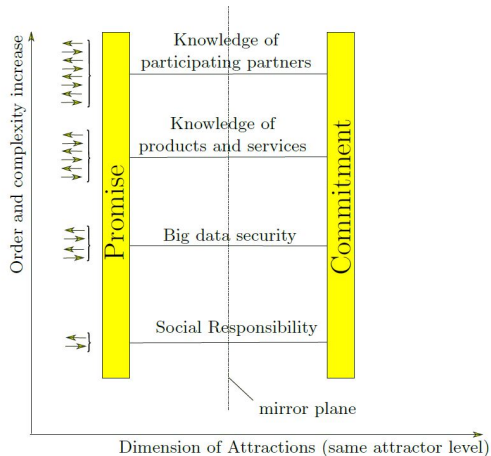 Knowledge of
participating partners
Knowledge of
products and services
Big data security
Social Responsibility
Promise
Commitment
mirror plane
Order and complexity increase
Dimension of Attractions (same attractor level)